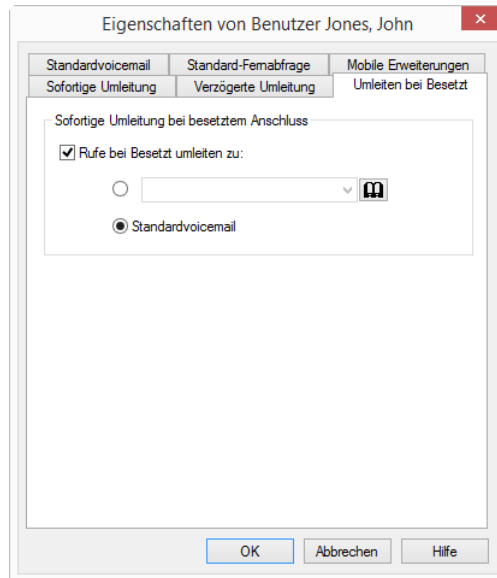 Eigenschaften von Benutzer Jones, John
Standardvoicemail Standard-Fernabfrage Mobile Erweiterungen
Sofortige Umleitung Verzögerte Umleitung Umleiten bei Besetzt
Sofortige Umleitung bei besetztem Anschluss
Rufe bei Besetzt umleiten zu:
Standardvoicemail
OK Abbrechen Hilfe